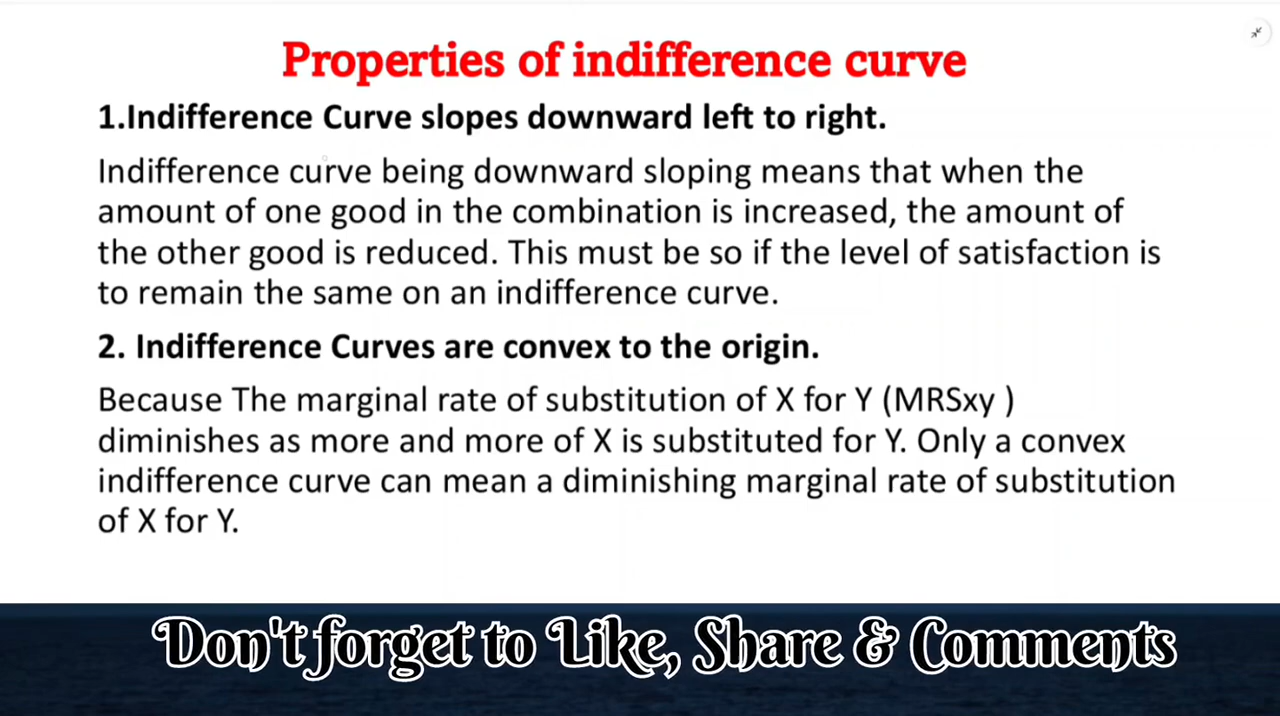 Properties of indifference curve
1.Indifference Curve slopes downward left to right.
Indifference curve being downward sloping means that when the
amount of one good in the combination is increased, the amount of
the other good is reduced. This must be so if the level of satisfaction is
to remain the same on an indifference curve.
2. Indifference Curves are convex to the origin.
Because The marginal rate of substitution of X for Y (MRSxy )
diminishes as more and more of X is substituted for Y. Only a convex
indifference curve can mean a diminishing marginal rate of substitution
of X for Y.
Don't forget to Like, Share & Comments